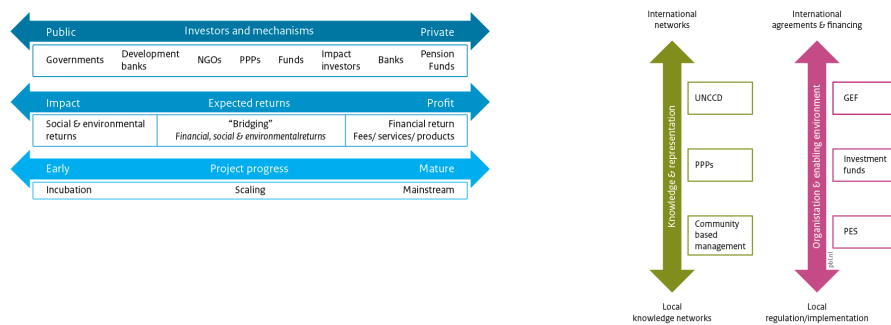 Public Investors and mechanisms Private
Governments Development banks NGOs PPPs Funds Impact investors Banks Pension Funds
Impact Expected returns Profit
Social & environmental returns
“Bridging”
Financial, social & environmentalreturns
Financial return
Fees/ services/ products
Early Project progress Mature
Incubation Scaling Mainstream
International
networks
Knowledge & representation
UNCCD
PPPs
Community
based
management
Local
knowledge networks
International
agreements & financing
Organistation & enabling environment
GEF
Investment
funds
PES
pbl.nl
Local
regulation/implementation